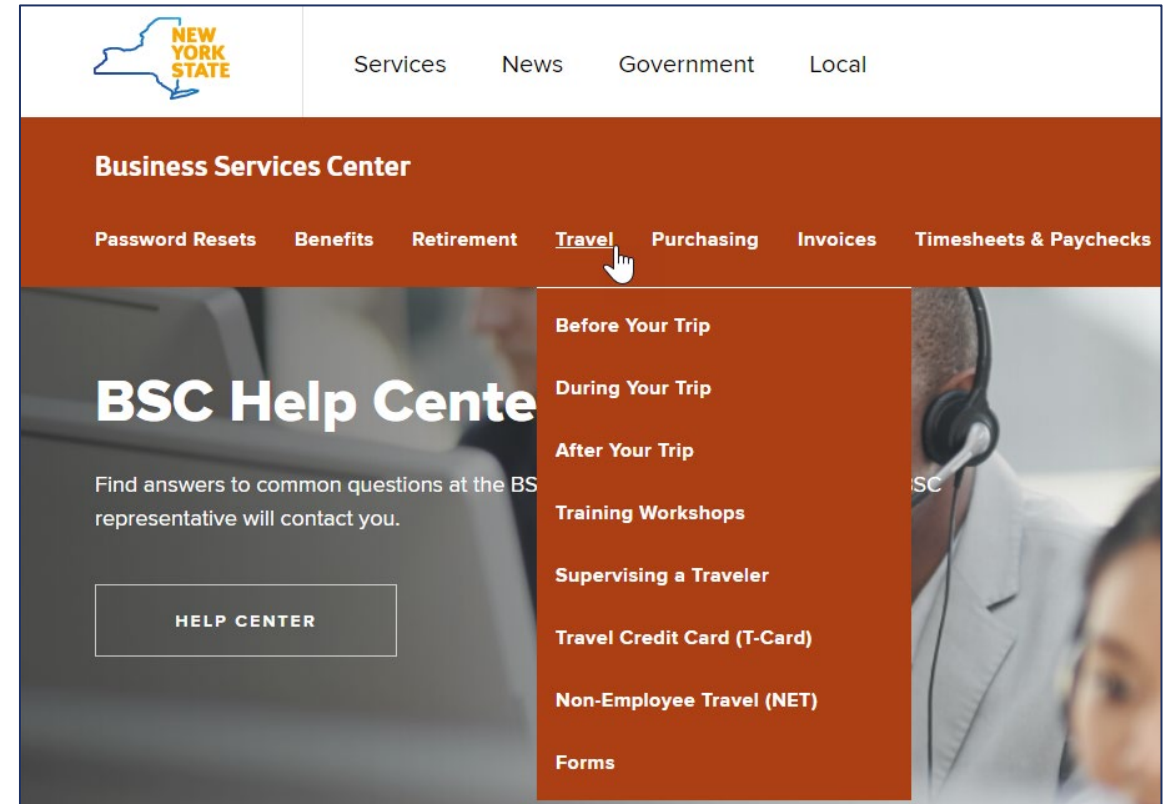 NEW
YORK
STATE
Services News Government Local
Business Services Center
Password Resets Benefits Retirement Travel Purchasing Invoices Timesheets & Paychecks
Before Your Trip
During Your Trip
After Your Trip
Training Workshops
Supervising a Traveler
Travel Credit Card (T-Card)
Non-Employee Travel (NET)
Forms
BSC Help Cente
Find answers to common questions at the BS
representative will contact you.
HELP CENTER